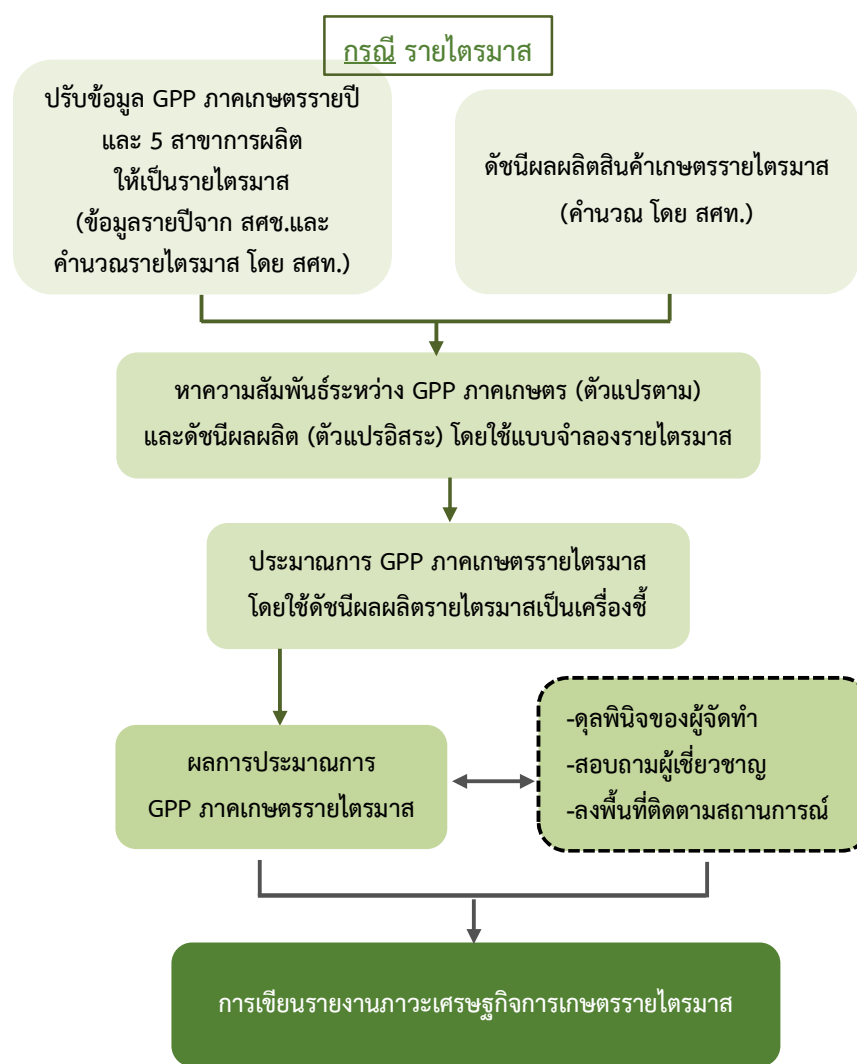 กรณี รายไตรมาส
ปรับข้อมูล GPP ภาคเกษตรรายปี
และ 5 สาขาการผลิต
ให้เป็นรายไตรมาส
(ข้อมูลรายปีจาก สศช.และ
คำนวณรายไตรมาส โดย สศท.)
ดัชนีผลผลิตสินค้าเกษตรรายไตรมาส
(คำนวณ โดย สศท.)
หาความสัมพันธ์ระหว่าง GPP ภาคเกษตร (ตัวแปรตาม)
และดัชนีผลผลิต (ตัวแปรอิสระ) โดยใช้แบบจำลองรายไตรมาส
ประมาณการ GPP ภาคเกษตรรายไตรมาส
โดยใช้ดัชนีผลผลิตรายไตรมาสเป็นเครื่องชี้
ผลการประมาณการ
GPP ภาคเกษตรรายไตรมาส
-ดุลพินิจของผู้จัดทำ
-สอบถามผู้เชี่ยวชาญ
-ลงพื้นที่ติดตามสถานการณ์
การเขียนรายงานภาวะเศรษฐกิจการเกษตรรายไตรมาส